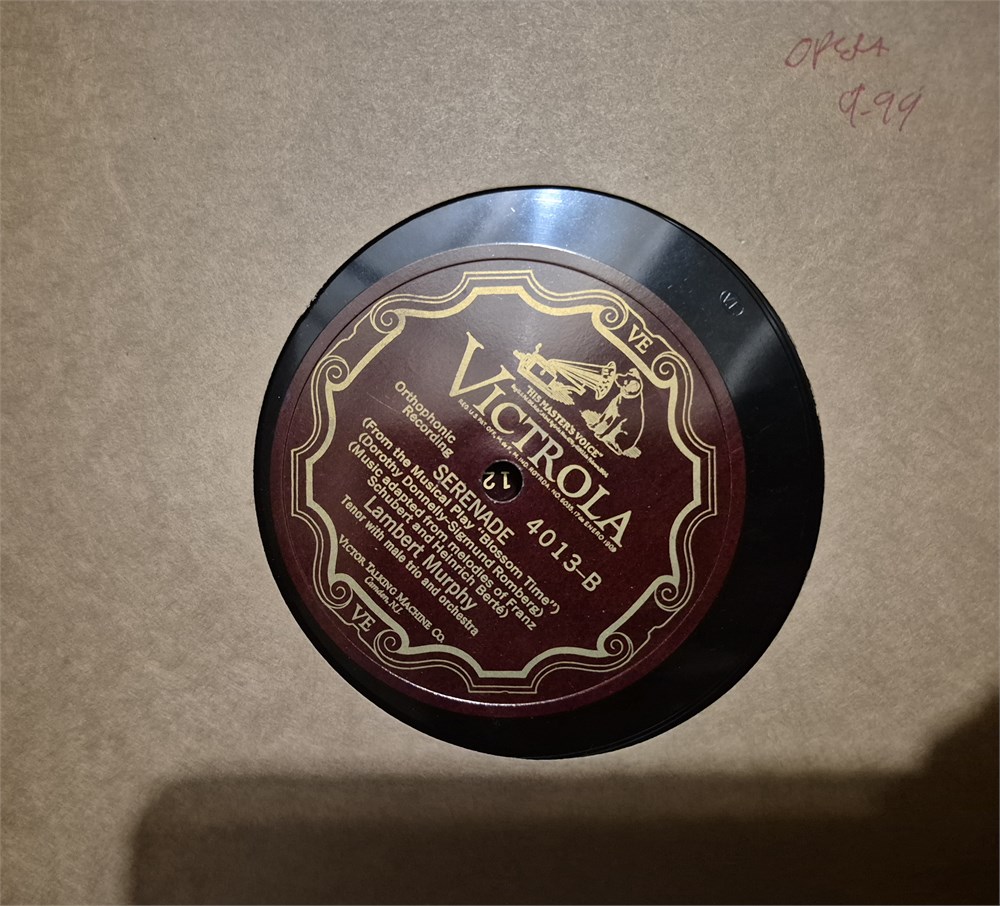 OPERA
9-99
VE
"HIS MASTER'S VOICE"
VICTROLA
Orthophonic
Recording
12
SERENADE
4013-B
(From the Musical Play "Blossom Time")
(Dorothy Donnelly-Sigmund Romberg)
(Music adapted from melodies of Franz
Schubert and Heinrich Berté)
Lambert Murphy
Tenor with male trio and orchestra
VICTOR TALKING MACHINE CO.
Camden, N.J.
VE